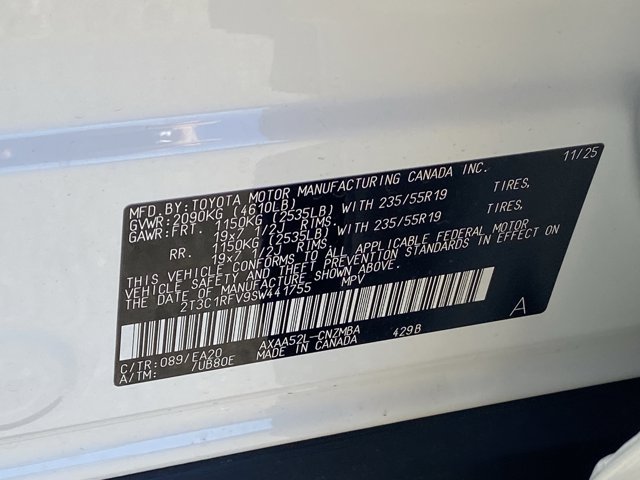 MFD.BY:TOYOTA MOTOR MANUFACTURING CANADA INC. 11/25
GVWR:2090KG (4610LB)
GAWR:FRT. 1150KG (2535LB) WITH 235/55R19 TIRES,
19x7 1/2J RIMS.
RR. 1150KG (2535LB) WITH 235/55R19 TIRES,
19x7 1/2J RIMS.
THIS VEHICLE CONFORMS TO ALL APPLICABLE FEDERAL MOTOR
VEHICLE SAFETY AND THEFT PREVENTION STANDARDS IN EFFECT ON
THE DATE OF MANUFACTURE SHOWN ABOVE.
2T3C1RFV9SW441755 MPV
A
C/TR:089/EA20 AXAA52L-CNZMBA 429B
A/TM: /UB80E MADE IN CANADA